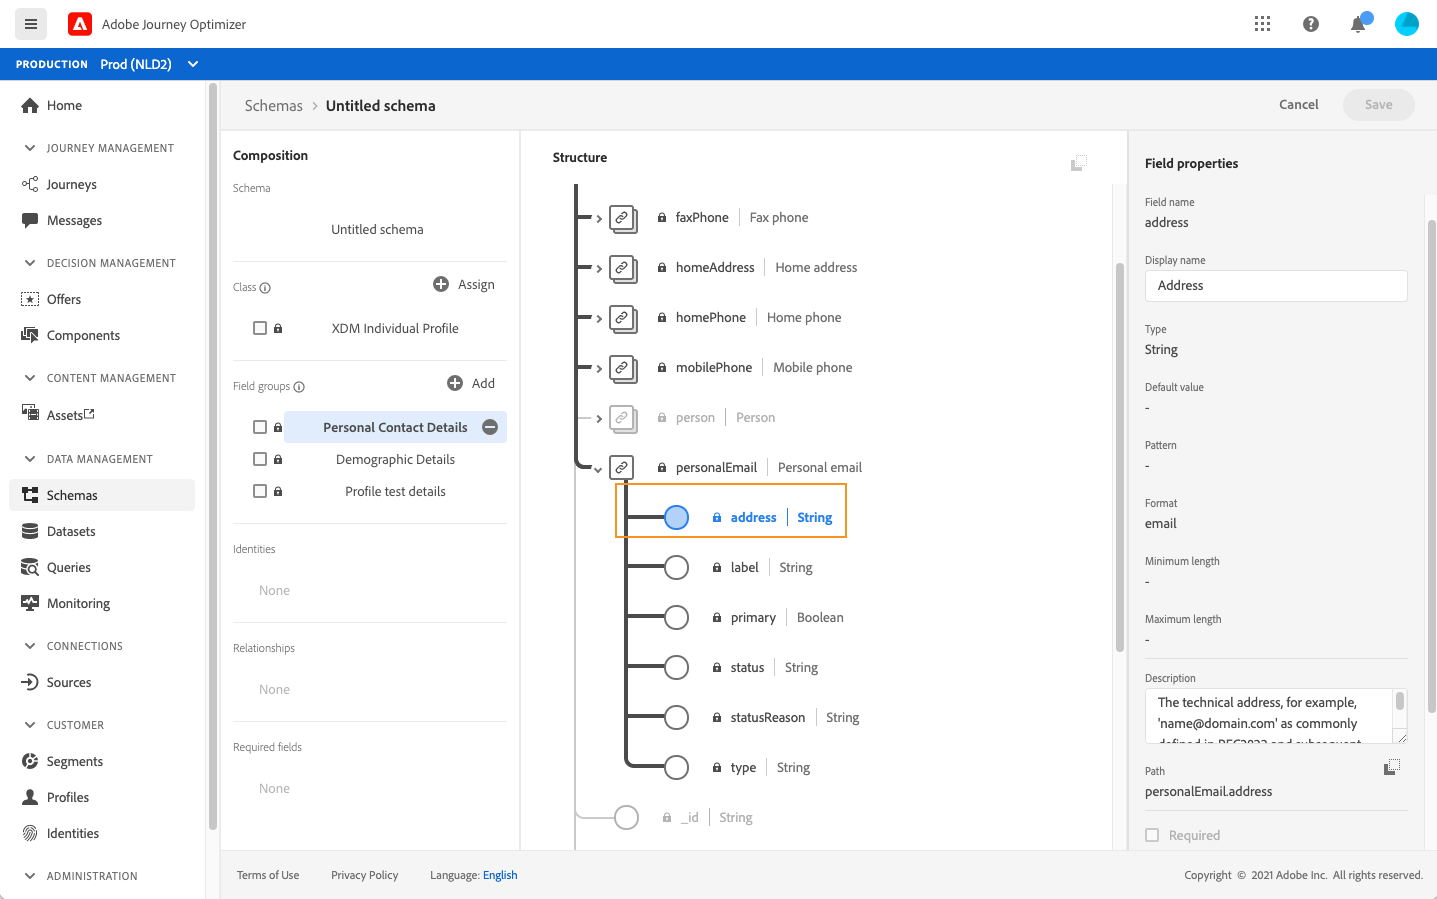 Adobe Journey Optimizer
PRODUCTION Prod (NLD2)
Home
JOURNEY MANAGEMENT
Journeys
Messages
DECISION MANAGEMENT
Offers
Components
CONTENT MANAGEMENT
Assets
DATA MANAGEMENT
Schemas
Datasets
Queries
Monitoring
CONNECTIONS
Sources
CUSTOMER
Segments
Profiles
Identities
ADMINISTRATION
Schemas > Untitled schema
Cancel
Save
Composition
Schema
Untitled schema
Class
Assign
XDM Individual Profile
Field groups
Add
Personal Contact Details
Demographic Details
Profile test details
Identities
None
Relationships
None
Required fields
None
Structure
faxPhone Fax phone
homeAddress Home address
homePhone Home phone
mobilePhone Mobile phone
person Person
personalEmail Personal email
address String
label String
primary Boolean
status String
statusReason String
type String
_id String
Field properties
Field name
address
Display name
Address
Type
String
Default value
-
Pattern
-
Format
email
Minimum length
-
Maximum length
-
Description
The technical address, for example,
'name@domain.com' as commonly
defined in RFC2822 and subsequent
Path
personalEmail.address
Required
Terms of Use
Privacy Policy
Language: English
Copyright © 2021 Adobe Inc. All rights reserved.